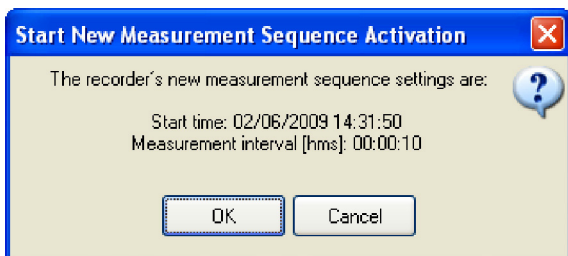 Start New Measurement Sequence Activation
The recorder´s new measurement sequence settings are:
Start time: 02/06/2009 14:31:50
Measurement interval [hms]: 00:00:10
OK
Cancel